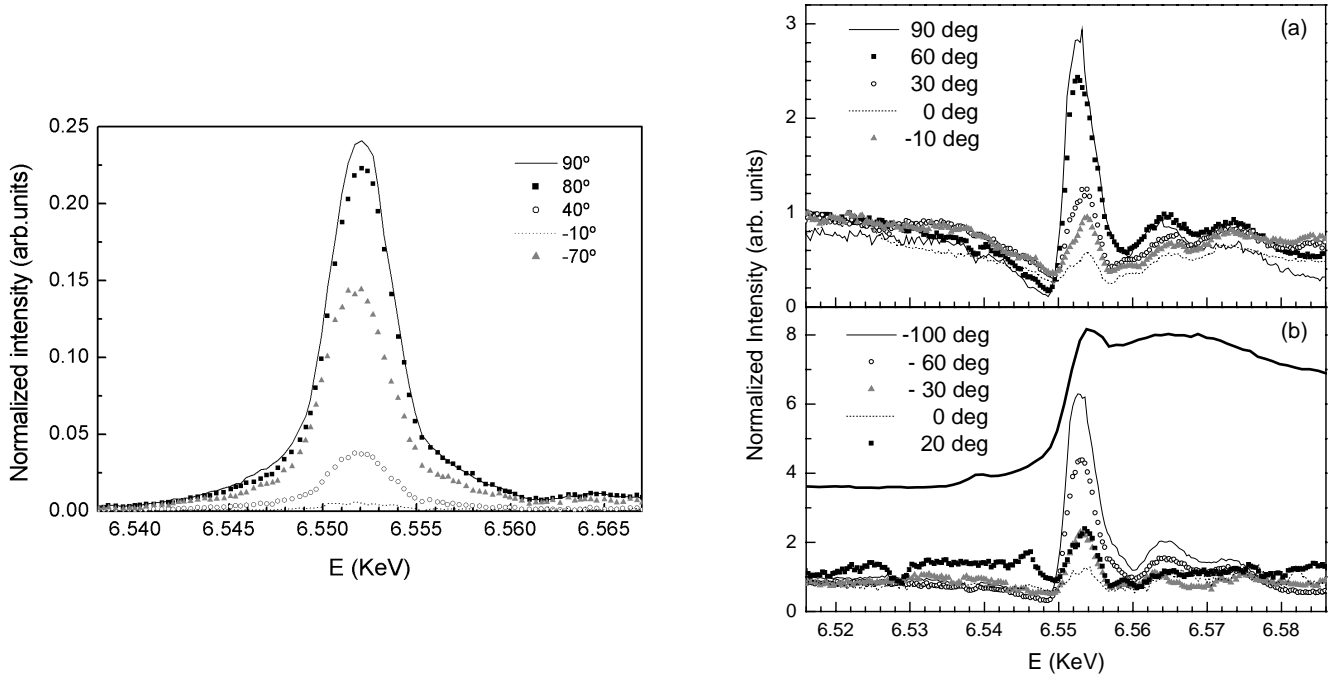 0.25
0.20
0.15
0.10
0.05
0.00
6.540
6.545
6.550
6.555
6.560
6.565
Normalized intensity (arb.units)
E (KeV)
90º
80º
40º
-10º
-70º
(a)
90 deg
60 deg
30 deg
0 deg
-10 deg
3
2
1
0
Normalized Intensity (arb. units)
(b)
-100 deg
- 60 deg
- 30 deg
0 deg
20 deg
8
6
4
2
0
6.52
6.53
6.54
6.55
6.56
6.57
6.58
E (KeV)